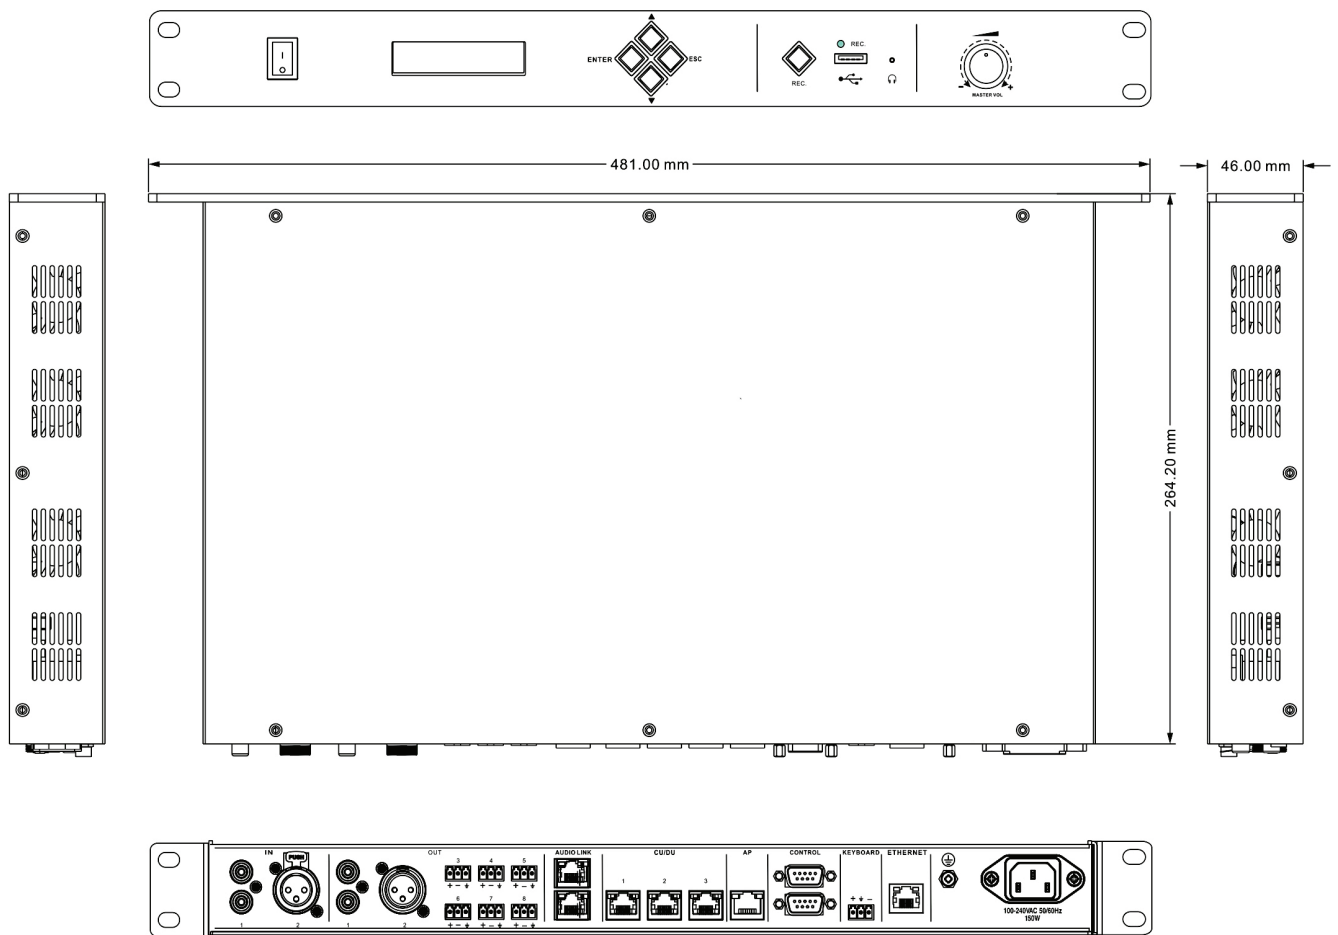 I
O
ENTER
ESC
REC.
REC.
MASTER VOL
- +
481.00 mm
46.00 mm
264.20 mm
IN
OUT
AUDIO LINK
CU/DU
AP
CONTROL
KEYBOARD
ETHERNET
PUSH
3 4 5
+ -
+ -
+ -
1 2 3
6 7 8
+ -
+ -
+ -
+ -
1 2 1 2
100-240VAC 50/60Hz
150W